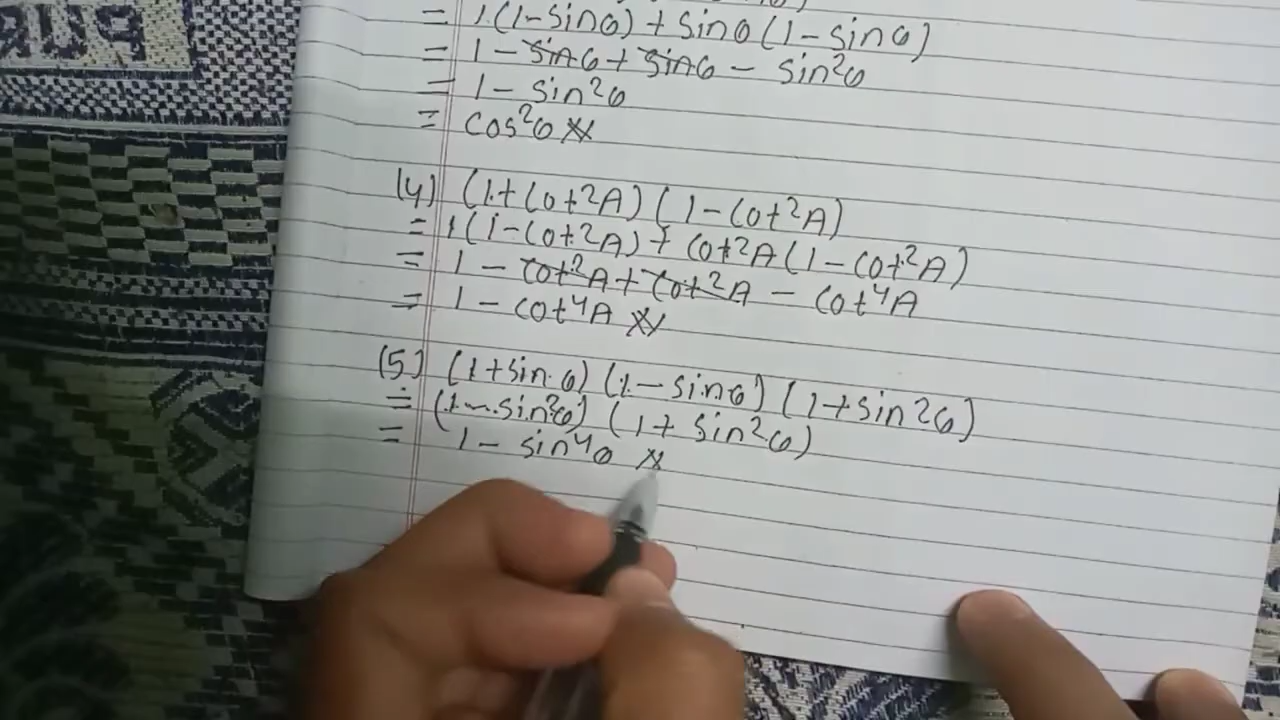 = 1.(1-sinθ) + sinθ(1-sinθ)
= 1 - sinθ + sinθ - sin²θ
= 1 - sin²θ
= cos²θ
(4) (1+cot²A)(1-cot²A)
= 1(1-cot²A) + cot²A(1-cot²A)
= 1 - cot²A + cot²A - cot⁴A
= 1 - cot⁴A
(5) (1+sin.θ)(1-sinθ)(1+sin²θ)
= (1-sin²θ)(1+sin²θ)
= 1 - sin⁴θ